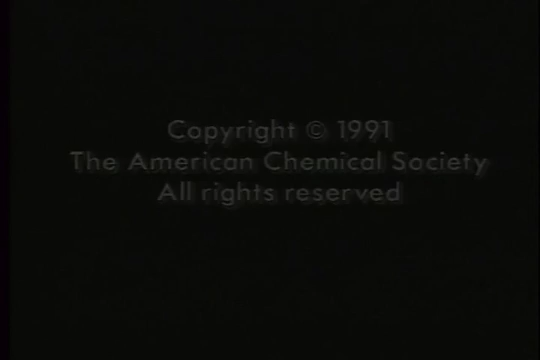 Copyright © 1991
The American Chemical Society
All rights reserved